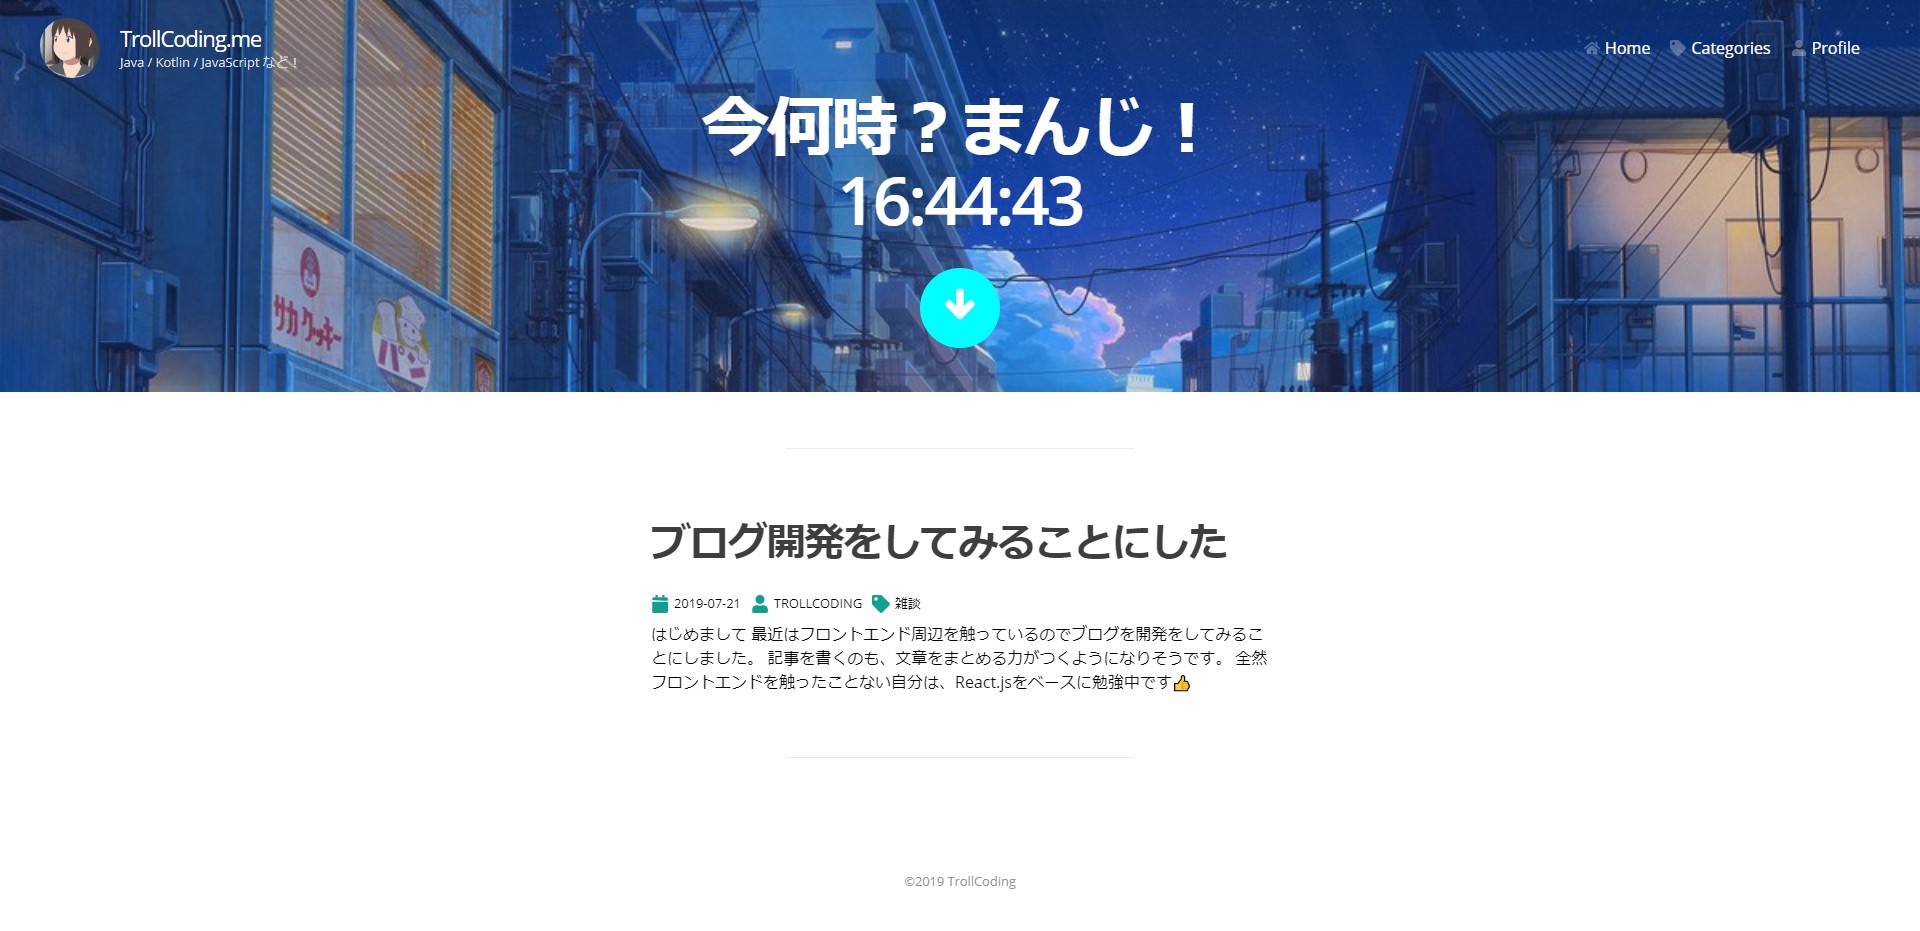 TrollCoding.me
Java / Kotlin / JavaScript など！
Home
Categories
Profile
今何時？まんじ！
16:44:43
サカタクッキー
パン
ブログ開発をしてみることにした
2019-07-21 TROLLCODING 雑談
はじめまして 最近はフロントエンド周辺を触っているのでブログを開発をしてみるこ
とにしました。 記事を書くのも、文章をまとめる力がつくようになりそうです。 全然
フロントエンドを触ったことない自分は、React.jsをベースに勉強中です👍
©2019 TrollCoding